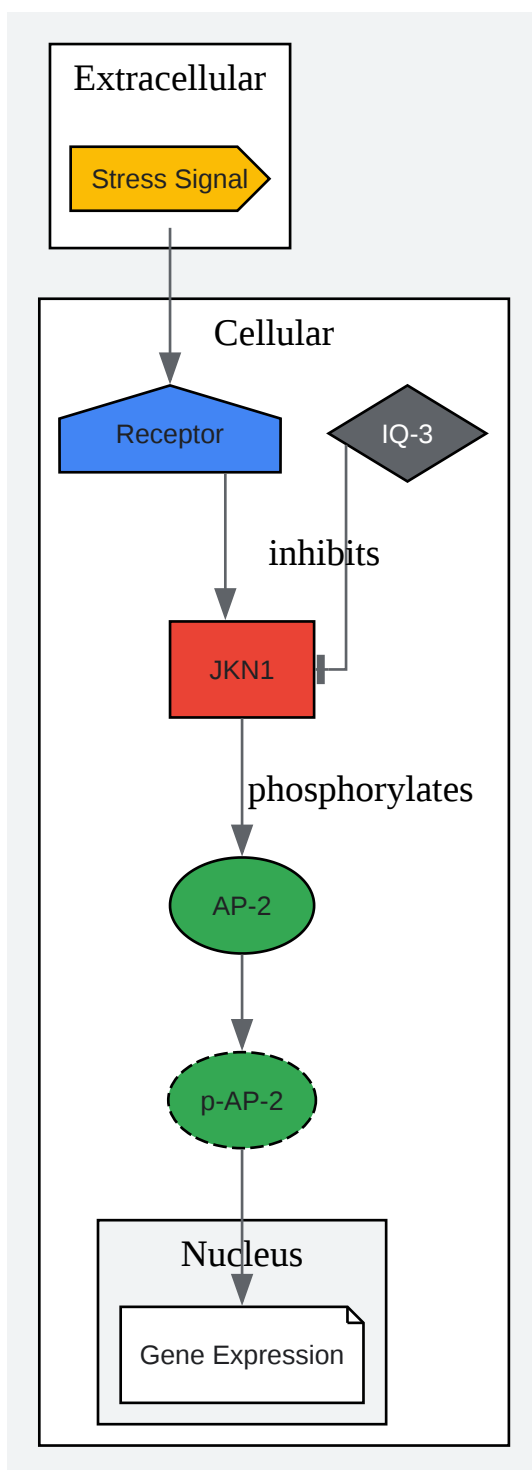 Extracellular
Stress Signal
Cellular
Receptor
IQ-3
inhibits
JKN1
phosphorylates
AP-2
p-AP-2
Nucleus
Gene Expression